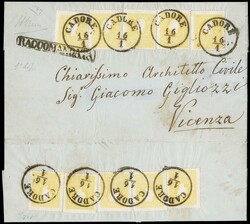 CADORE 16/1 CADORE 16/1 CADORE 16/1 CADORE 16/1
RACCOMANDATA
Chiarissimo Architetto Civile
Sigr. Giacomo Gigliozzi
Vicenza
CADORE 16/1 CADORE 16/1 CADORE 16/1 CADORE 16/1